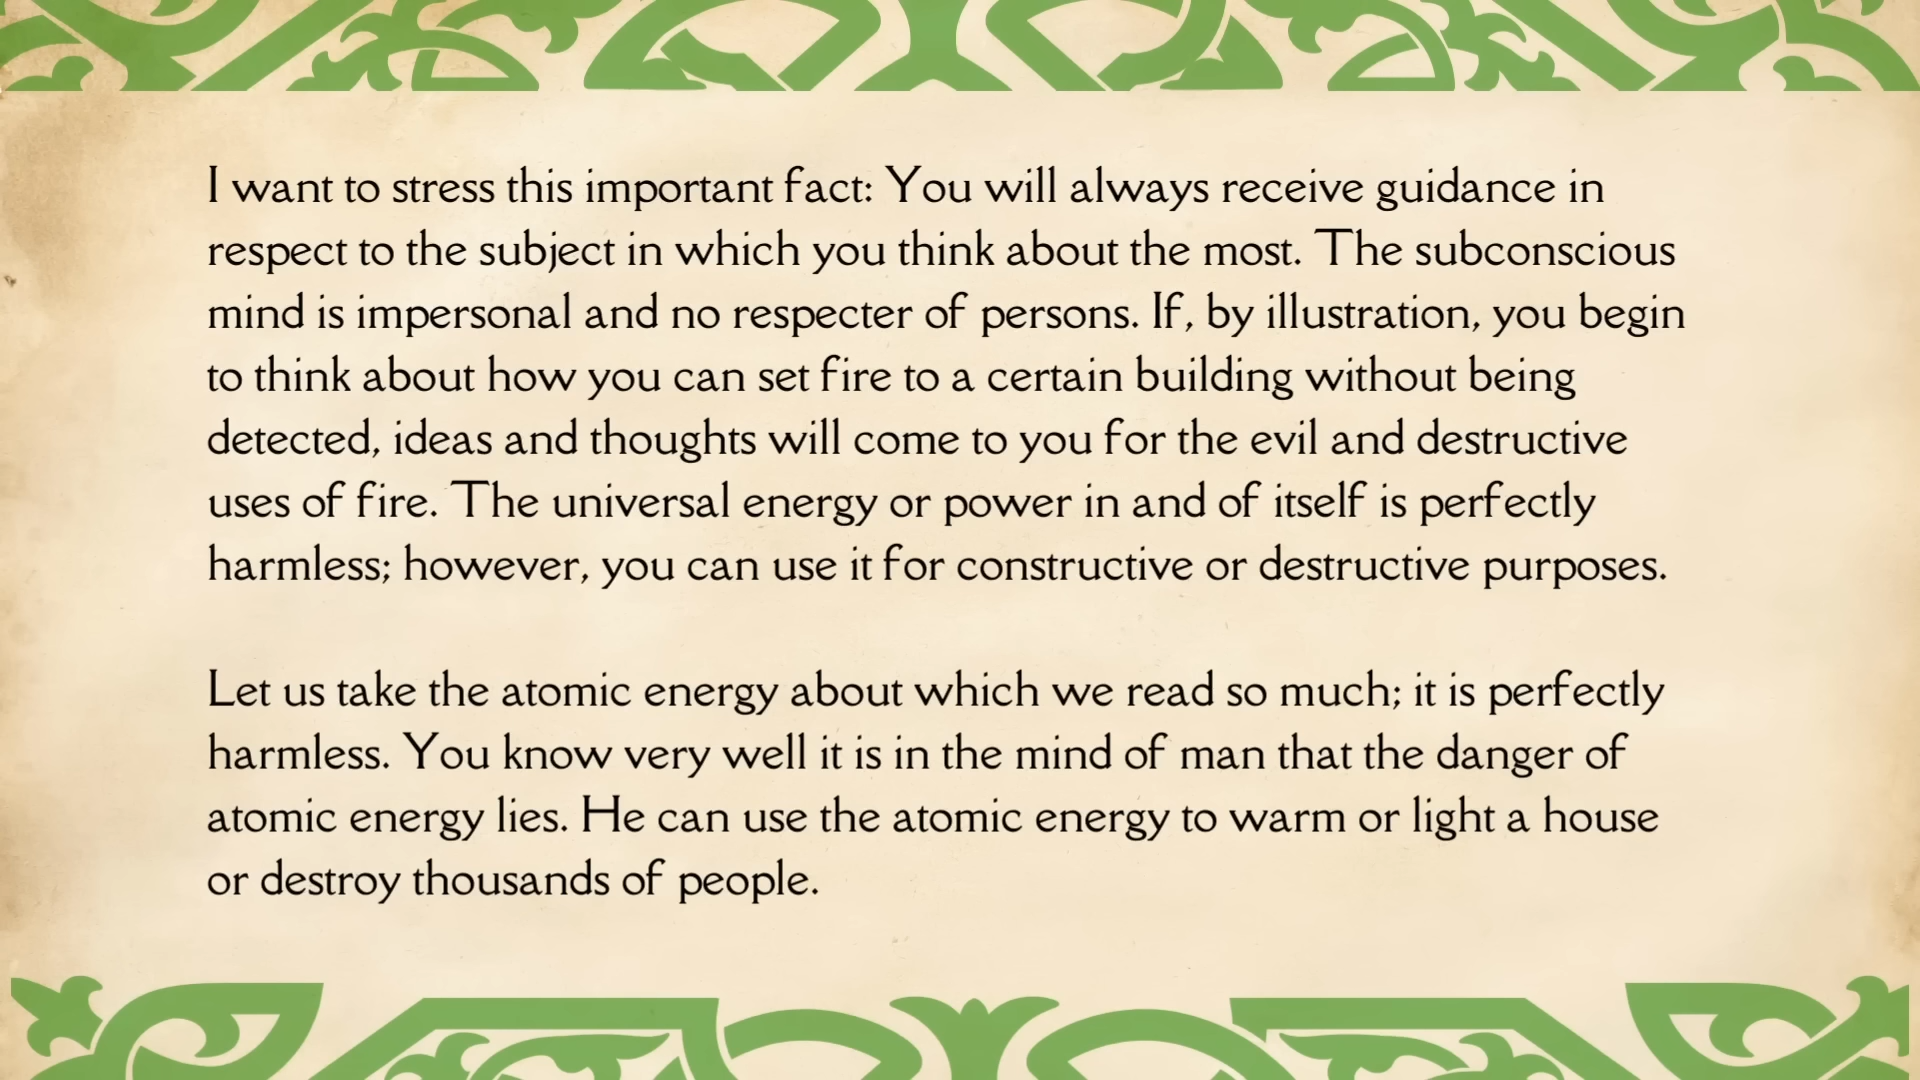 I want to stress this important fact: You will always receive guidance in
respect to the subject in which you think about the most. The subconscious
mind is impersonal and no respecter of persons. If, by illustration, you begin
to think about how you can set fire to a certain building without being
detected, ideas and thoughts will come to you for the evil and destructive
uses of fire. The universal energy or power in and of itself is perfectly
harmless; however, you can use it for constructive or destructive purposes.
Let us take the atomic energy about which we read so much; it is perfectly
harmless. You know very well it is in the mind of man that the danger of
atomic energy lies. He can use the atomic energy to warm or light a house
or destroy thousands of people.